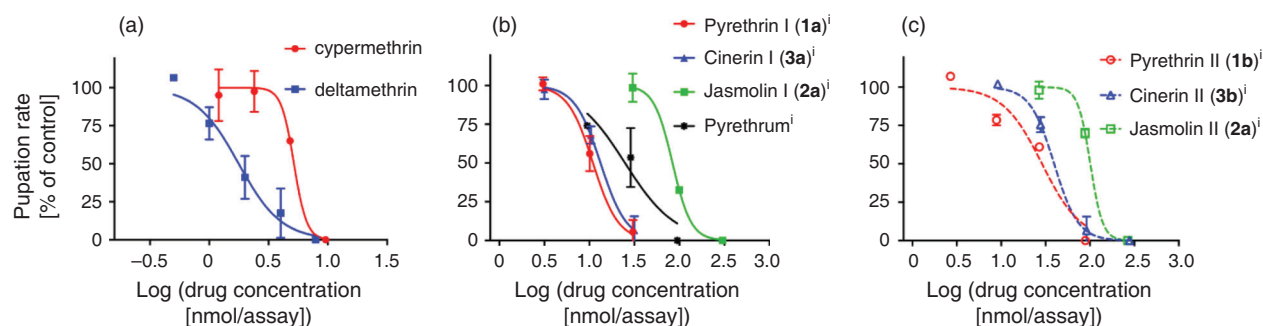 (a)
cypermethrin
deltamethrin
Pupation rate
[% of control]
100
75
50
25
0
−0.5
0
0.5
1.0
1.5
Log (drug concentration
[nmol/assay])
(b)
Pyrethrin I (1a)i
Cinerin I (3a)i
Jasmolin I (2a)i
Pyrethrumi
100
75
50
25
0
0.0
0.5
1.0
1.5
2.0
2.5
3.0
Log (drug concentration
[nmol/assay])
(c)
Pyrethrin II (1b)i
Cinerin II (3b)i
Jasmolin II (2a)i
100
75
50
25
0
0.0
0.5
1.0
1.5
2.0
2.5
3.0
Log (drug concentration
[nmol/assay])